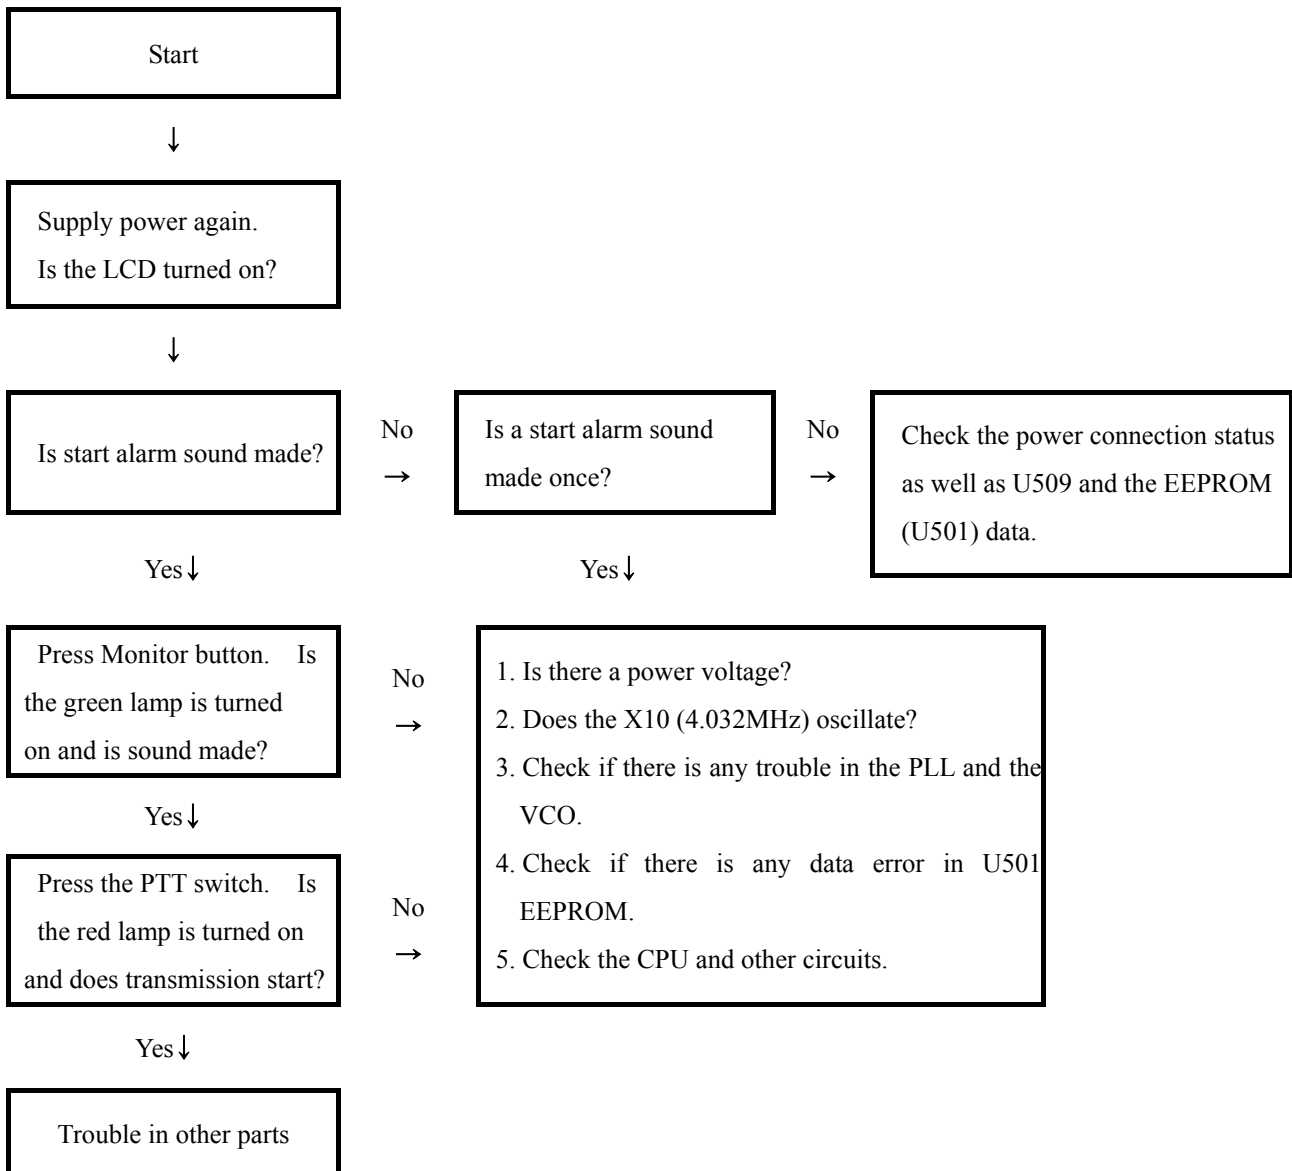 Start
↓
Supply power again.
Is the LCD turned on?
↓
Is start alarm sound made?
No
→
Is a start alarm sound
made once?
No
→
Check the power connection status
as well as U509 and the EEPROM
(U501) data.
Yes↓
Yes↓
Press Monitor button. Is
the green lamp is turned
on and is sound made?
No
→
1. Is there a power voltage?
2. Does the X10 (4.032MHz) oscillate?
3. Check if there is any trouble in the PLL and the
VCO.
4. Check if there is any data error in U501
EEPROM.
5. Check the CPU and other circuits.
Yes↓
Press the PTT switch. Is
the red lamp is turned on
and does transmission start?
No
→
Yes↓
Trouble in other parts